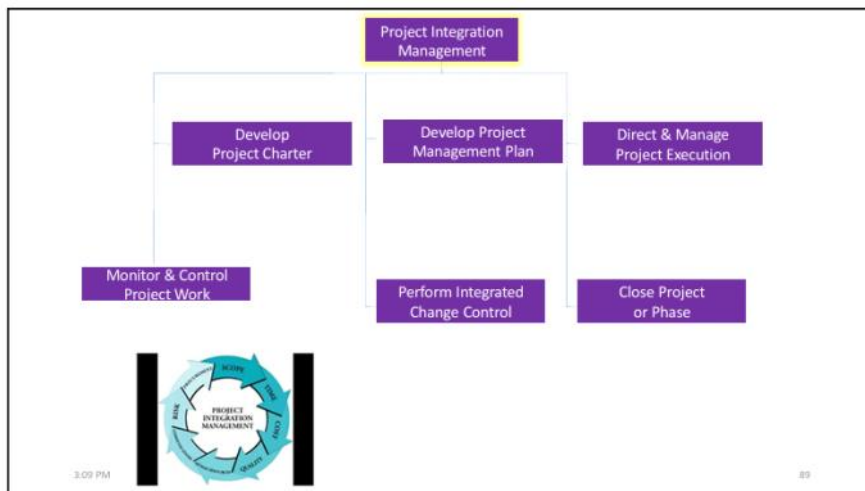 Project Integration
Management
Develop
Project Charter
Develop Project
Management Plan
Direct & Manage
Project Execution
Monitor & Control
Project Work
Perform Integrated
Change Control
Close Project
or Phase
SCOPE
TIME
COST
QUALITY
RISK
PROCUREMENT
PROJECT
INTEGRATION
MANAGEMENT
3:09 PM
89